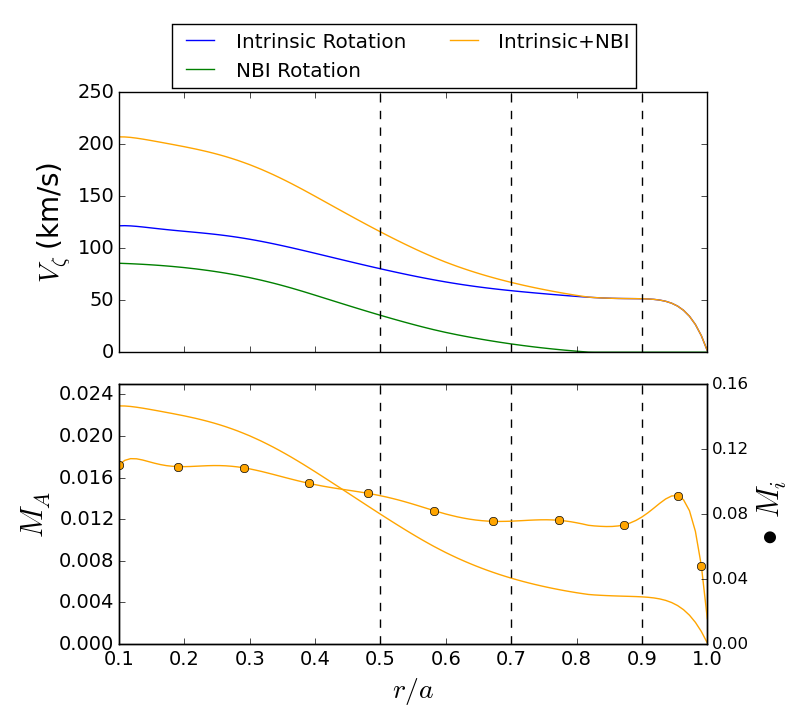 Intrinsic Rotation
Intrinsic+NBI
NBI Rotation
250
200
150
100
50
0
V_ζ (km/s)
0.024
0.020
0.016
0.012
0.008
0.004
0.000
M_A
0.16
0.12
0.08
0.04
0.00
● M_i
0.1 0.2 0.3 0.4 0.5 0.6 0.7 0.8 0.9 1.0
r/a